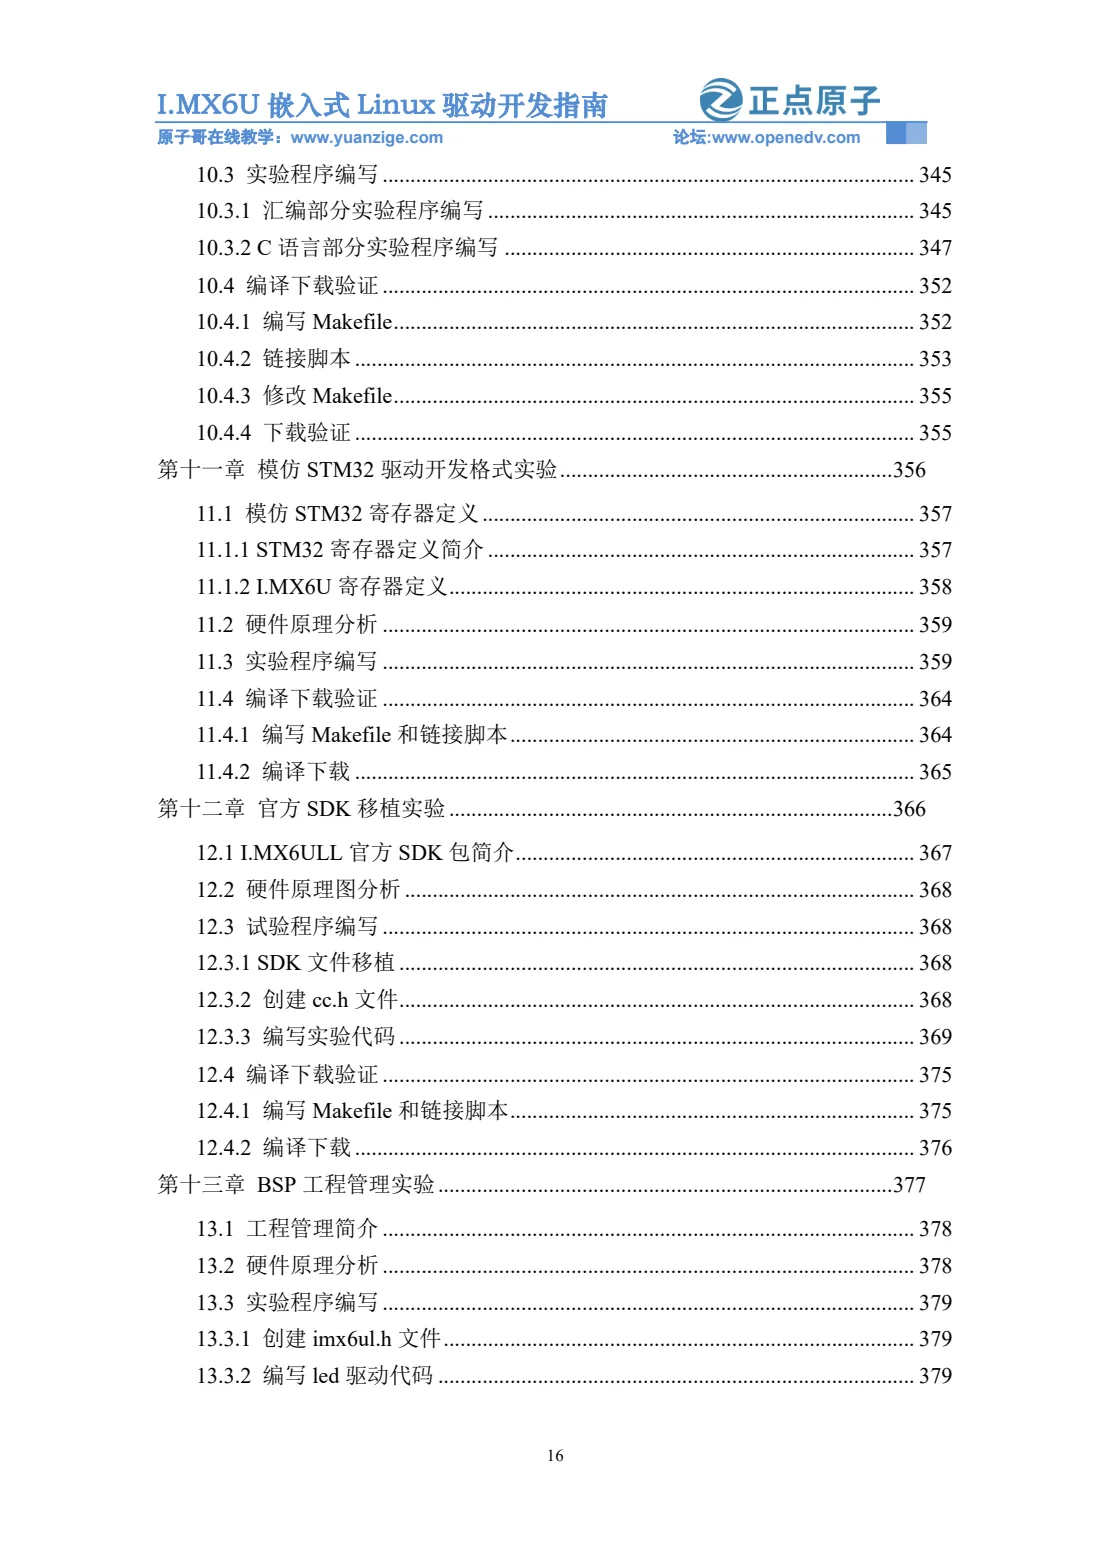 I.MX6U 嵌入式 Linux 驱动开发指南
正点原子
原子哥在线教学：www.yuanzige.com 论坛:www.openedv.com
10.3 实验程序编写 345
10.3.1 汇编部分实验程序编写 345
10.3.2 C 语言部分实验程序编写 347
10.4 编译下载验证 352
10.4.1 编写 Makefile 352
10.4.2 链接脚本 353
10.4.3 修改 Makefile 355
10.4.4 下载验证 355
第十一章 模仿 STM32 驱动开发格式实验 356
11.1 模仿 STM32 寄存器定义 357
11.1.1 STM32 寄存器定义简介 357
11.1.2 I.MX6U 寄存器定义 358
11.2 硬件原理分析 359
11.3 实验程序编写 359
11.4 编译下载验证 364
11.4.1 编写 Makefile 和链接脚本 364
11.4.2 编译下载 365
第十二章 官方 SDK 移植实验 366
12.1 I.MX6ULL 官方 SDK 包简介 367
12.2 硬件原理图分析 368
12.3 试验程序编写 368
12.3.1 SDK 文件移植 368
12.3.2 创建 cc.h 文件 368
12.3.3 编写实验代码 369
12.4 编译下载验证 375
12.4.1 编写 Makefile 和链接脚本 375
12.4.2 编译下载 376
第十三章 BSP 工程管理实验 377
13.1 工程管理简介 378
13.2 硬件原理分析 378
13.3 实验程序编写 379
13.3.1 创建 imx6ul.h 文件 379
13.3.2 编写 led 驱动代码 379
16